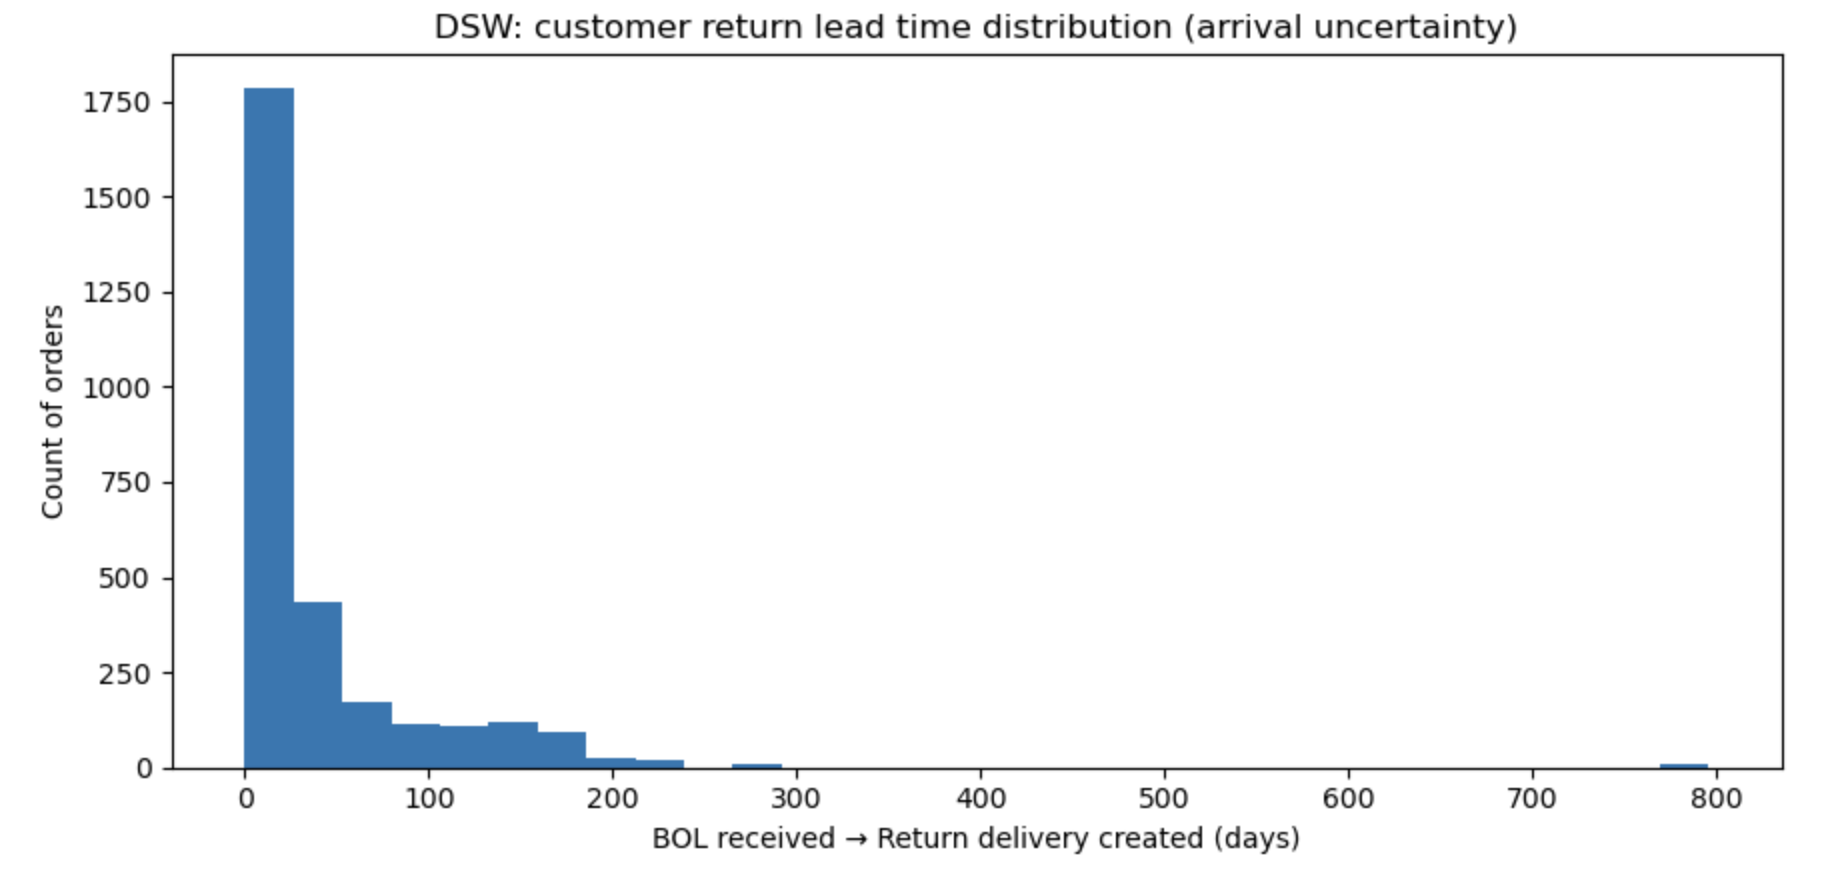 DSW: customer return lead time distribution (arrival uncertainty)
Count of orders
1750
1500
1250
1000
750
500
250
0
0 100 200 300 400 500 600 700 800
BOL received → Return delivery created (days)